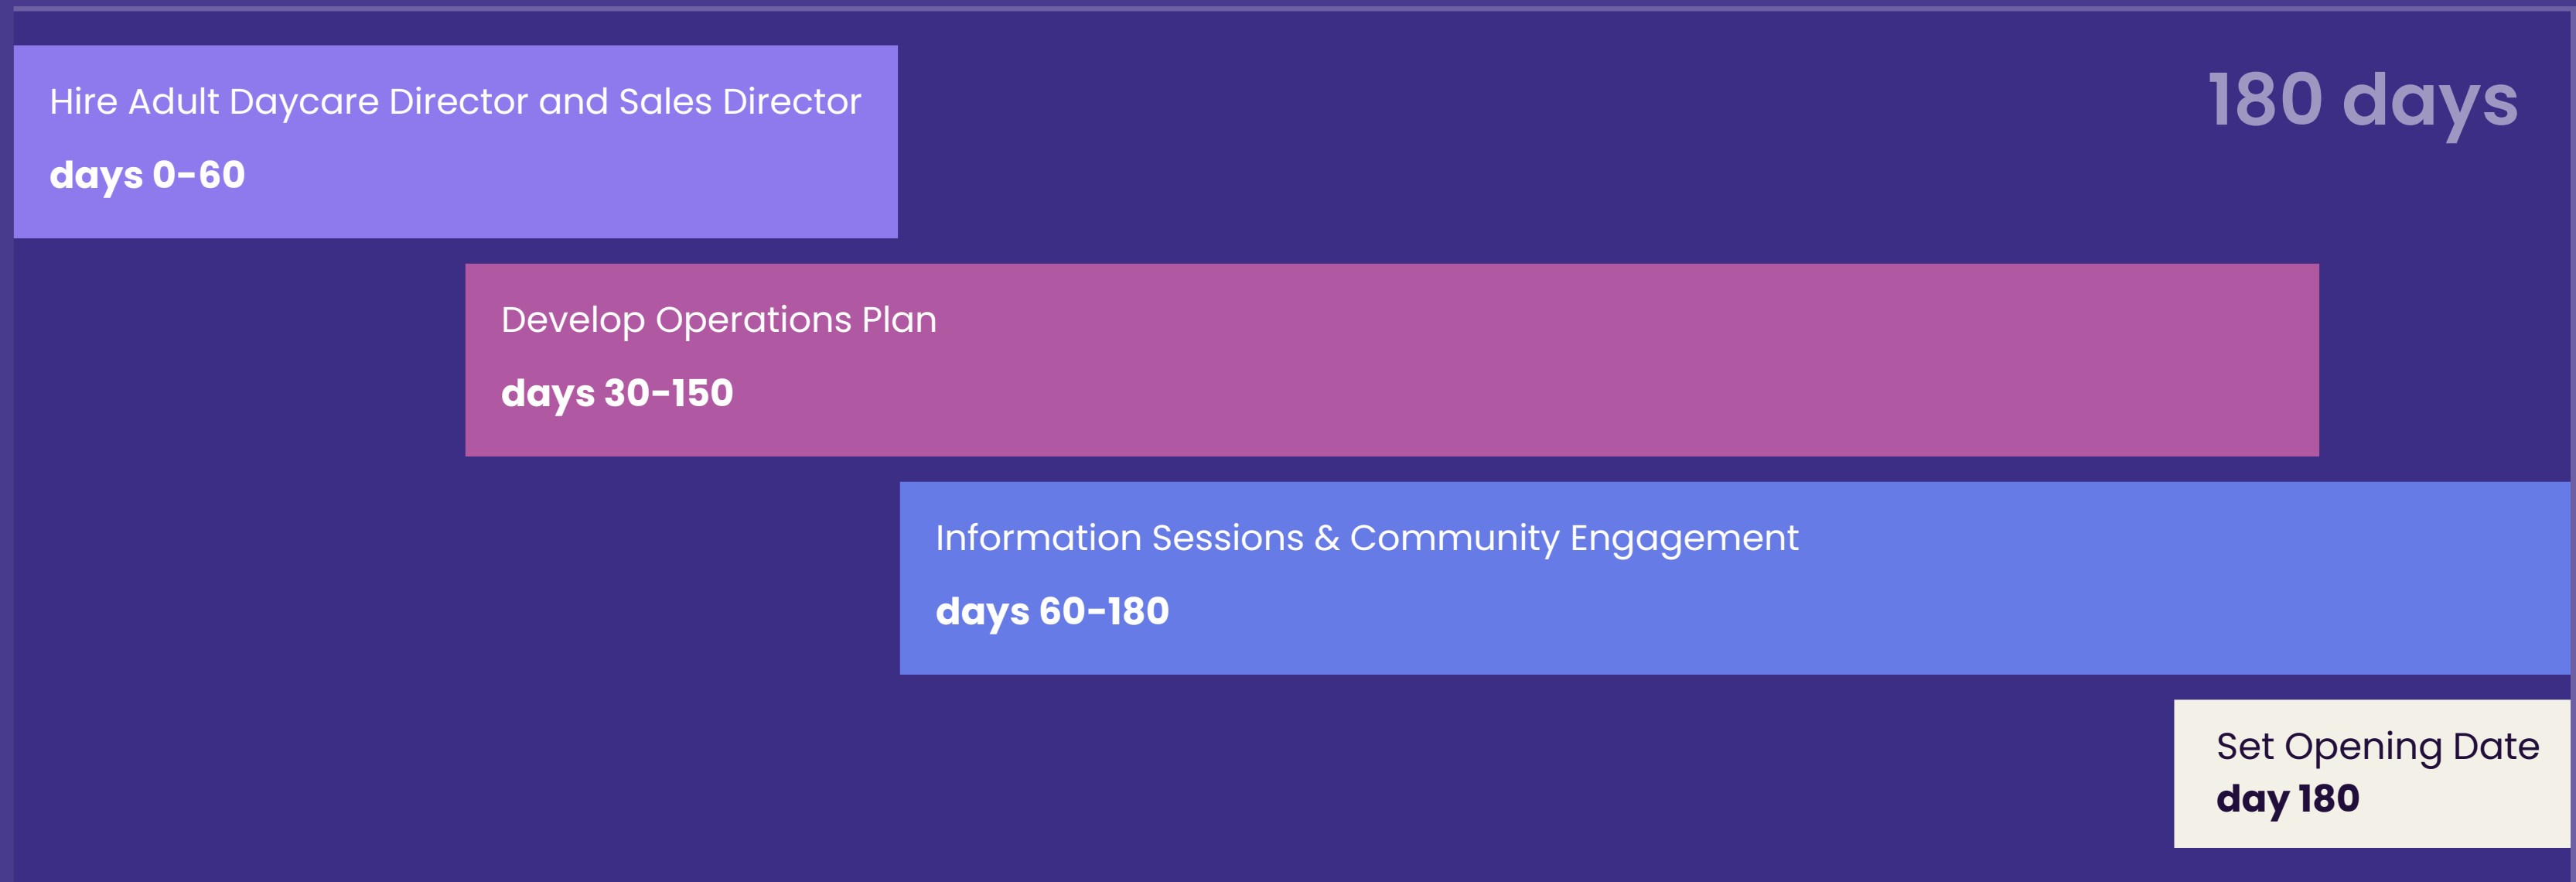 Hire Adult Daycare Director and Sales Director
days 0-60
180 days
Develop Operations Plan
days 30-150
Information Sessions & Community Engagement
days 60-180
Set Opening Date
day 180